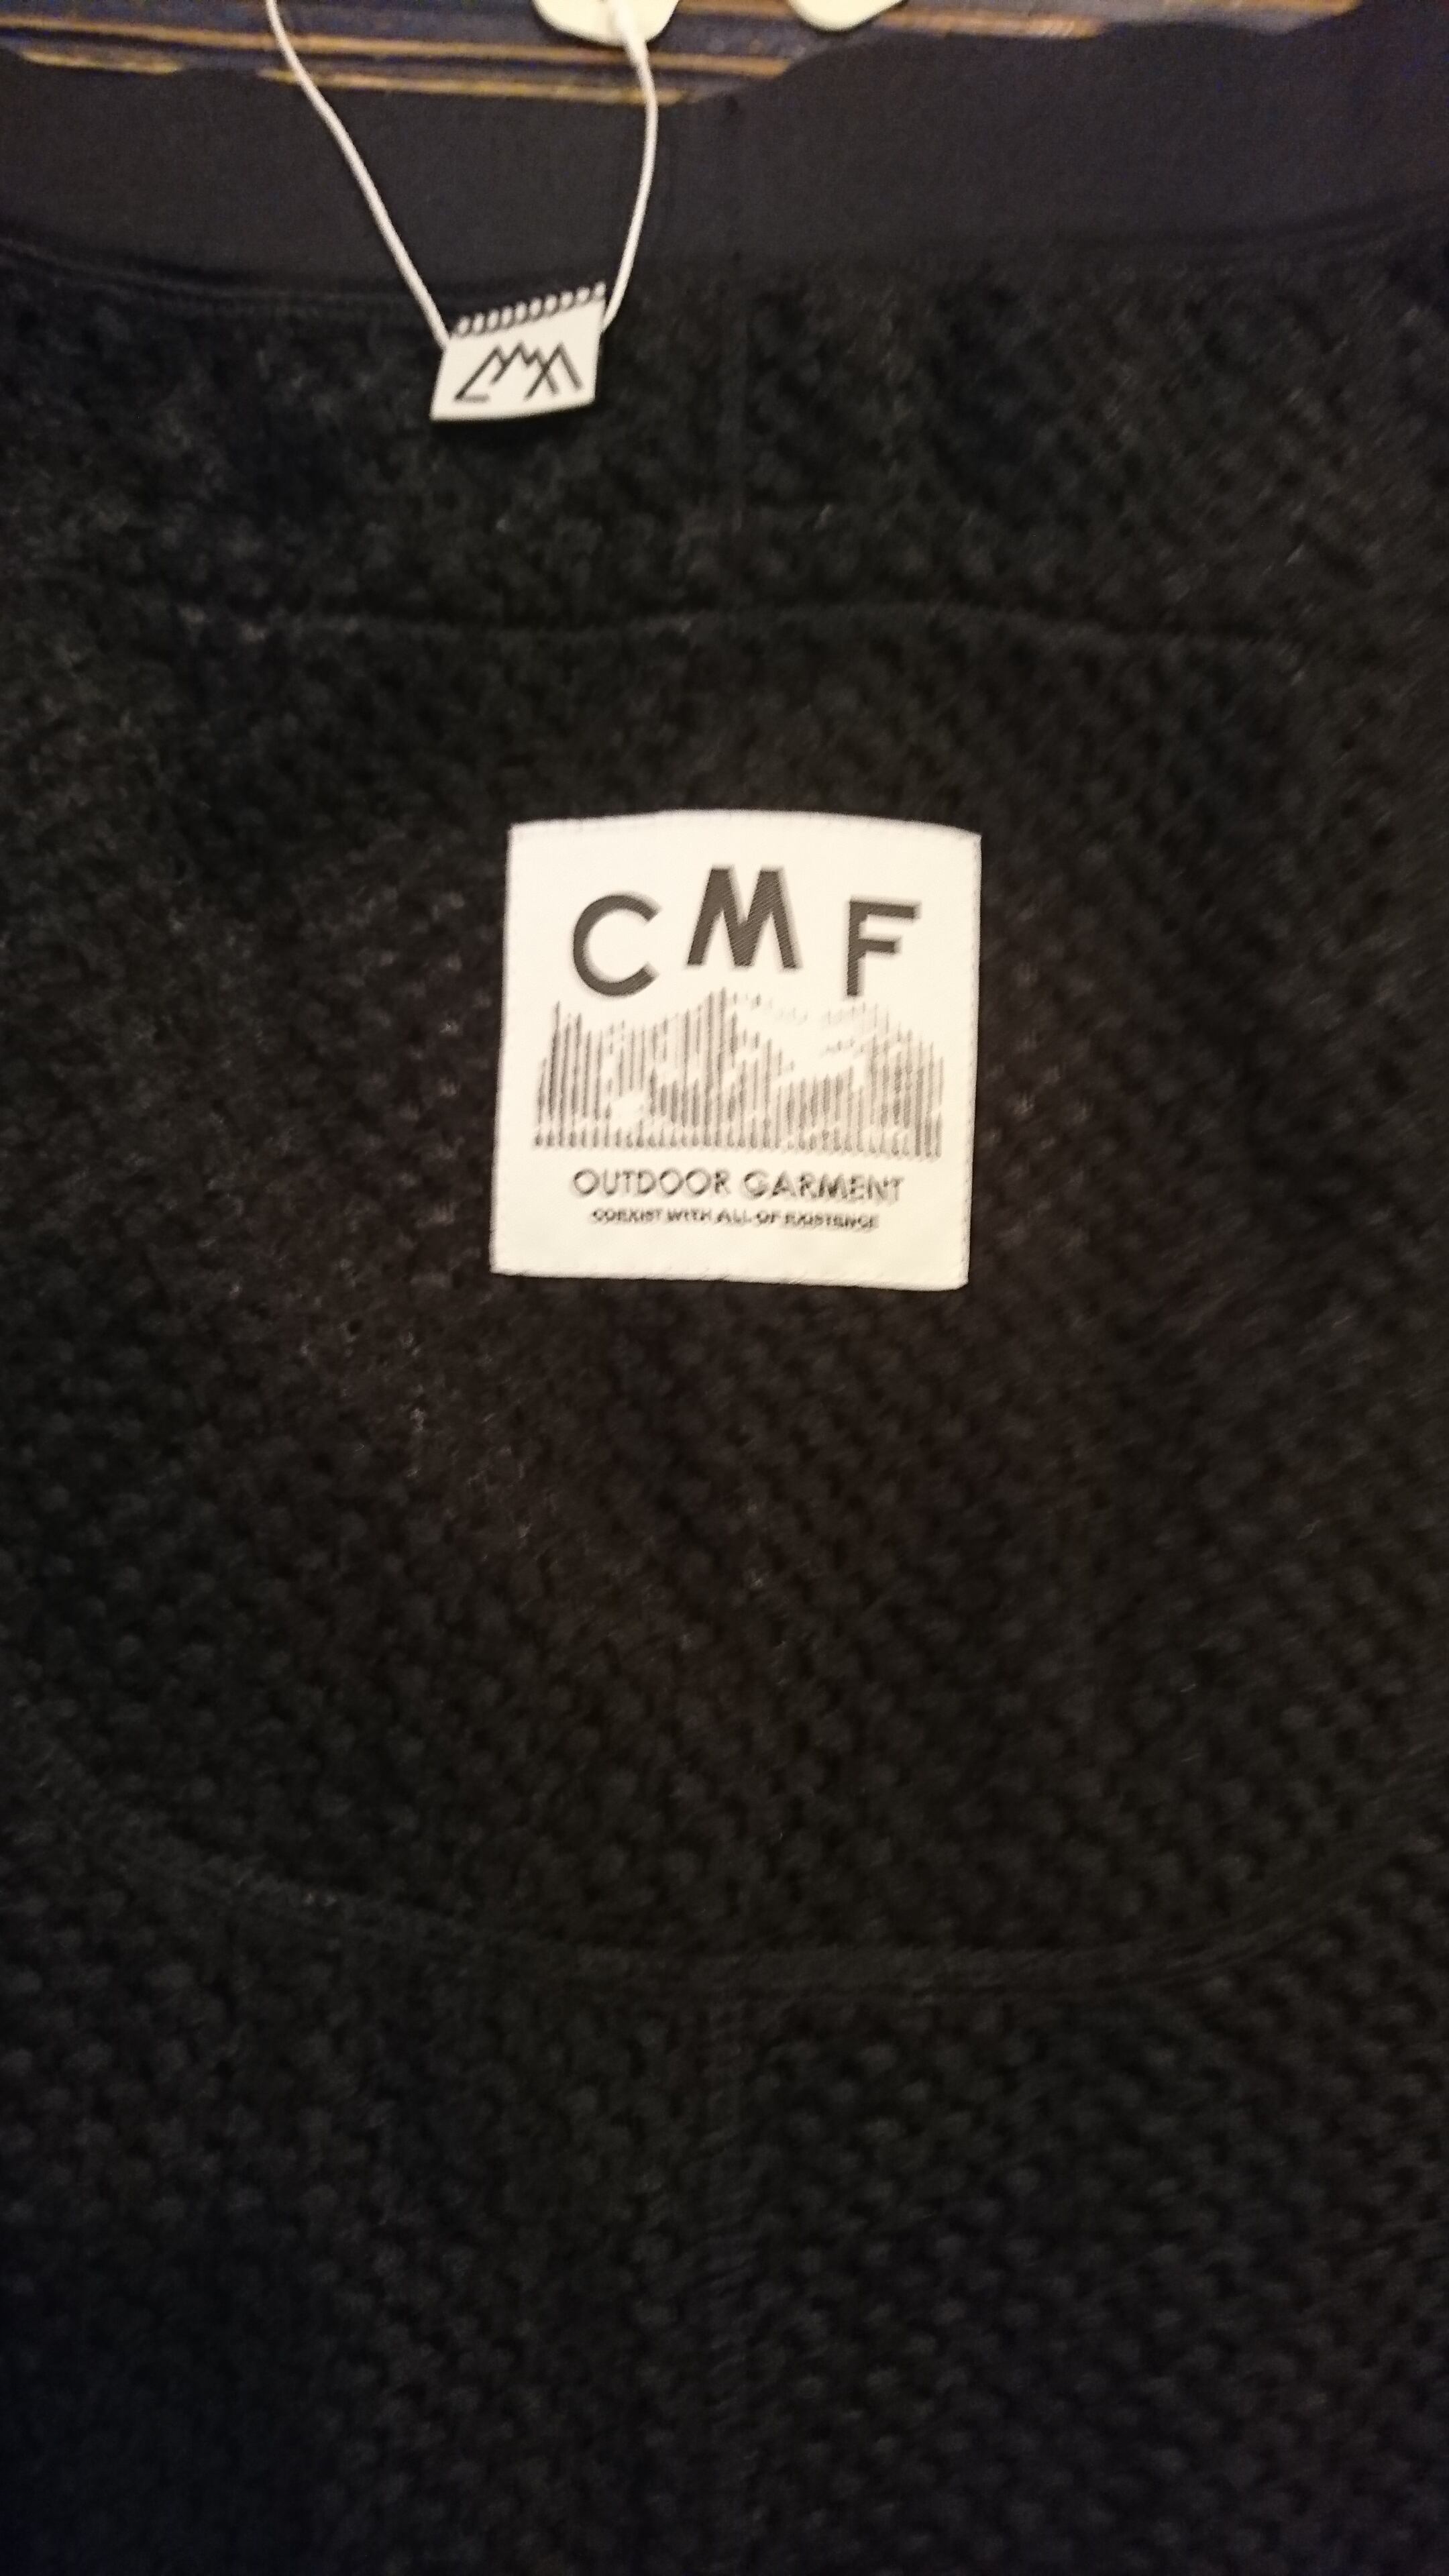 CMF
OUTDOOR GARMENT
COEXIST WITH ALL OF EXISTENCE